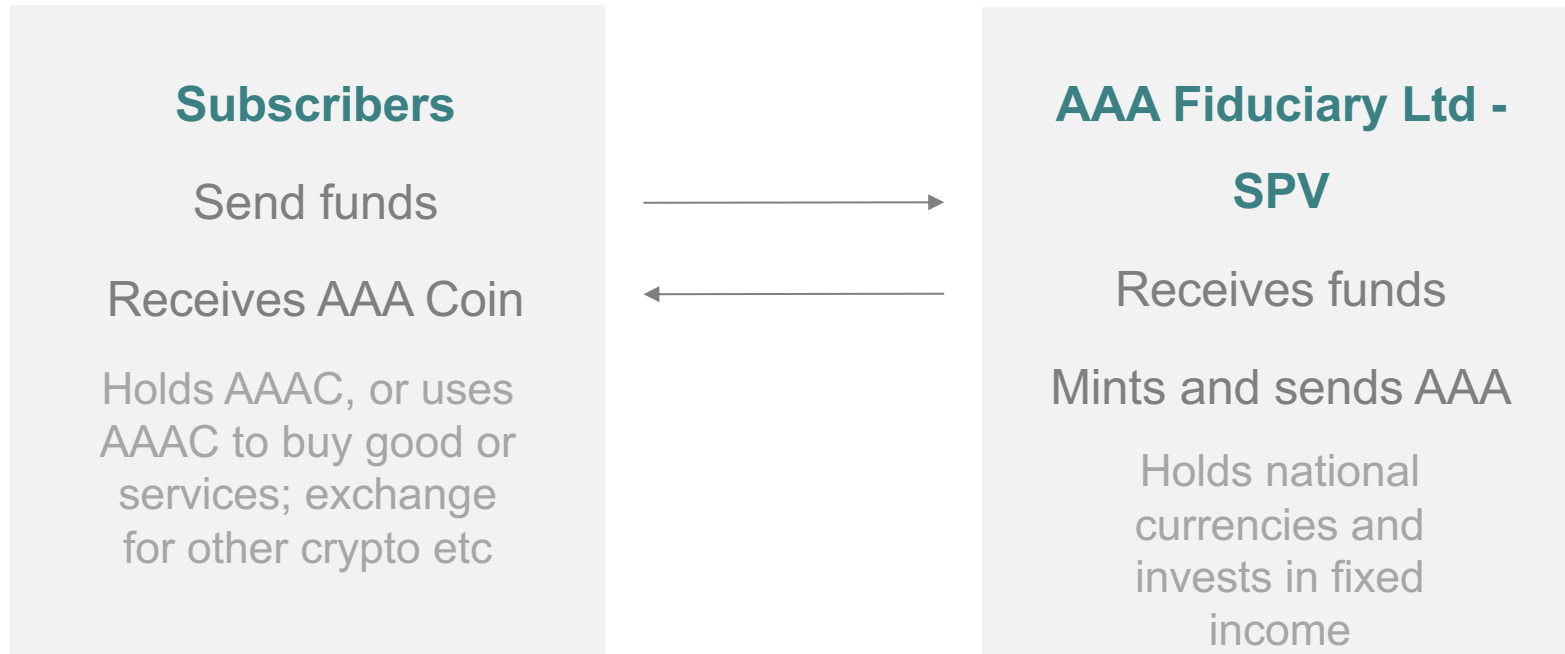 Subscribers
Send funds
Receives AAA Coin
Holds AAAC, or uses
AAAC to buy good or
services; exchange
for other crypto etc
AAA Fiduciary Ltd -
SPV
Receives funds
Mints and sends AAA
Holds national
currencies and
invests in fixed
income